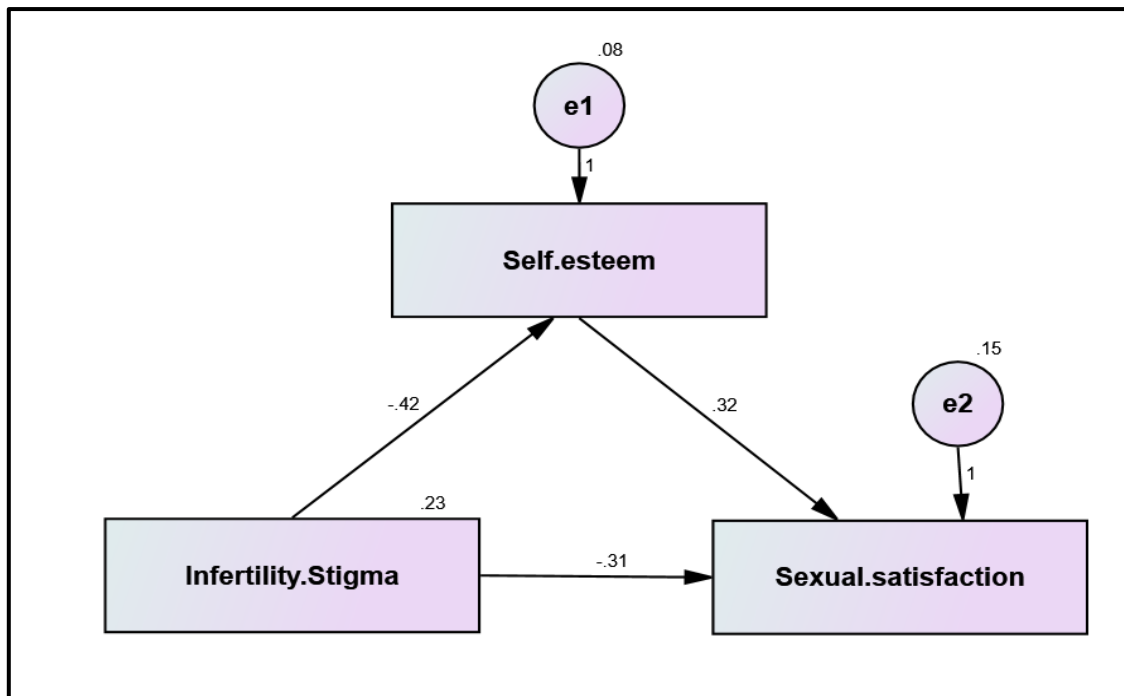 .08
e1
1
Self.esteem
.15
e2
-.42
.32
1
.23
Infertility.Stigma
-.31
Sexual.satisfaction